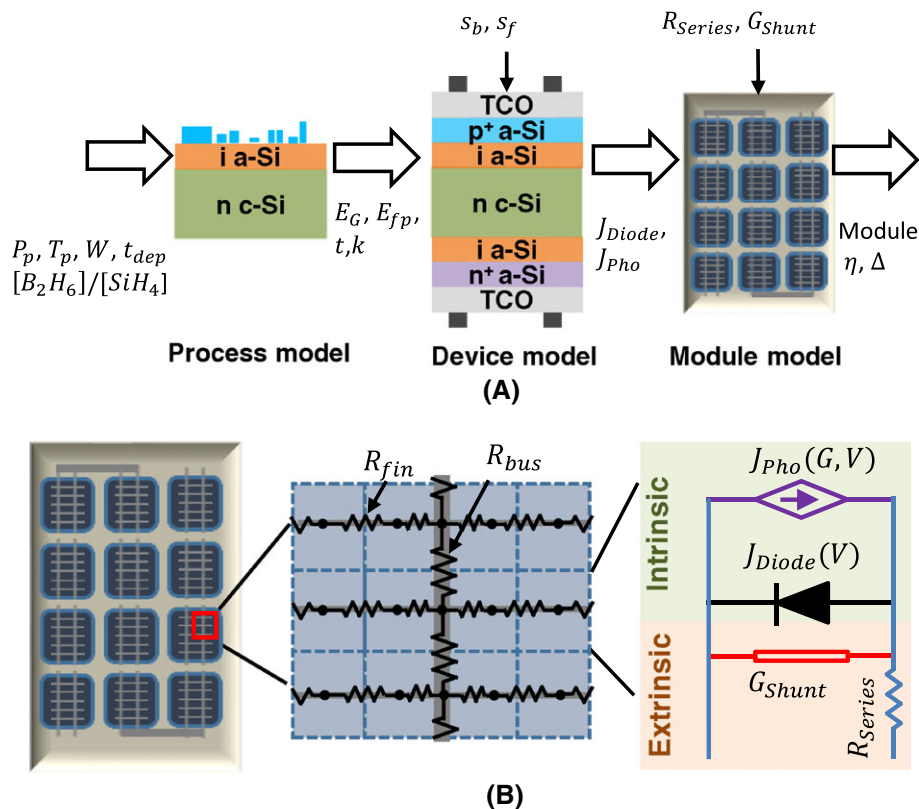 s_b, s_f
R_Series, G_Shunt
TCO
p⁺ a-Si
i a-Si
i a-Si
n c-Si
n c-Si
i a-Si
n⁺ a-Si
TCO
P_p, T_p, W, t_dep
[B₂H₆]/[SiH₄]
E_G, E_fp,
t,k
J_Diode,
J_Pho
Module
η, Δ
Process model
Device model
Module model
(A)
R_fin
R_bus
Intrinsic
J_Pho(G, V)
J_Diode(V)
Extrinsic
G_Shunt
R_Series
(B)